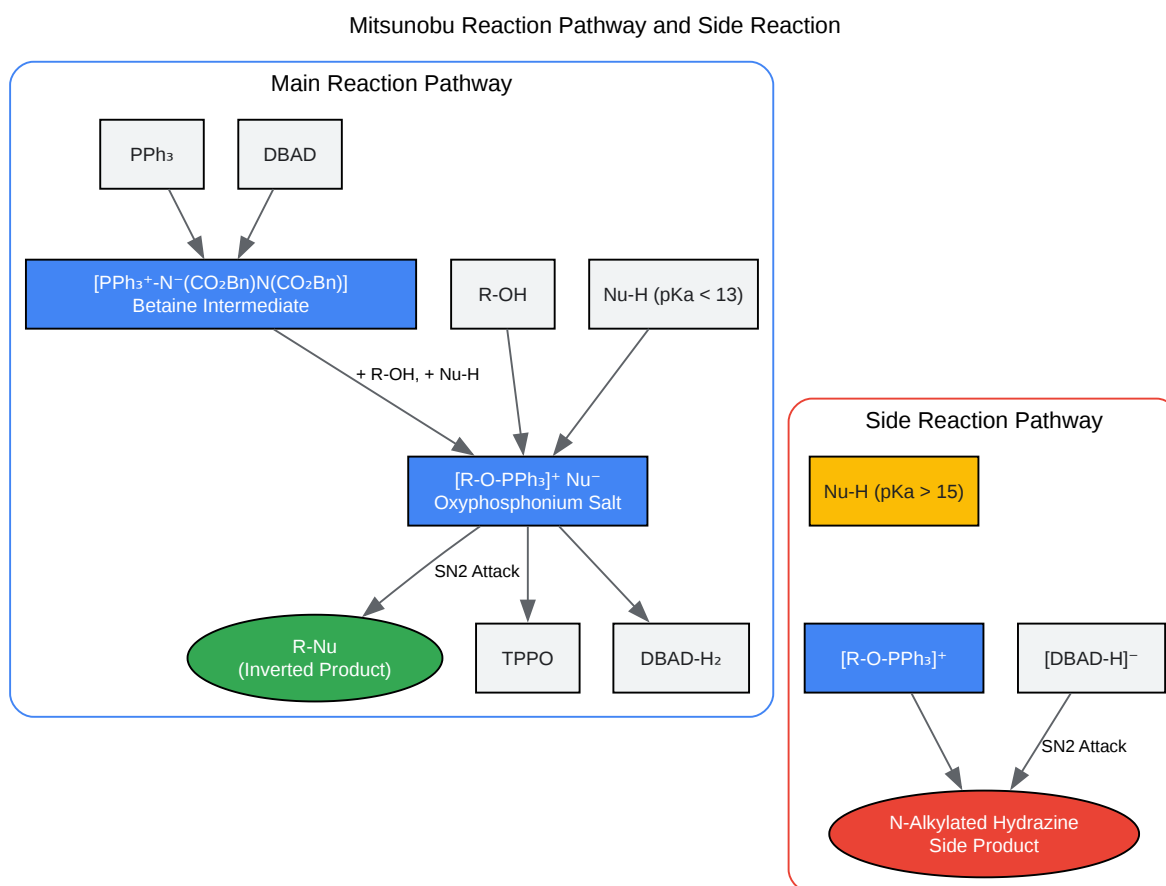 Mitsunobu Reaction Pathway and Side Reaction
Main Reaction Pathway
PPh₃
DBAD
[PPh₃⁺-N⁻(CO₂Bn)N(CO₂Bn)]
Betaine Intermediate
R-OH
Nu-H (pKa < 13)
+ R-OH, + Nu-H
[R-O-PPh₃]⁺ Nu⁻
Oxyphosphonium Salt
SN2 Attack
R-Nu
(Inverted Product)
TPPO
DBAD-H₂
Side Reaction Pathway
Nu-H (pKa > 15)
[R-O-PPh₃]⁺
[DBAD-H]⁻
SN2 Attack
N-Alkylated Hydrazine
Side Product